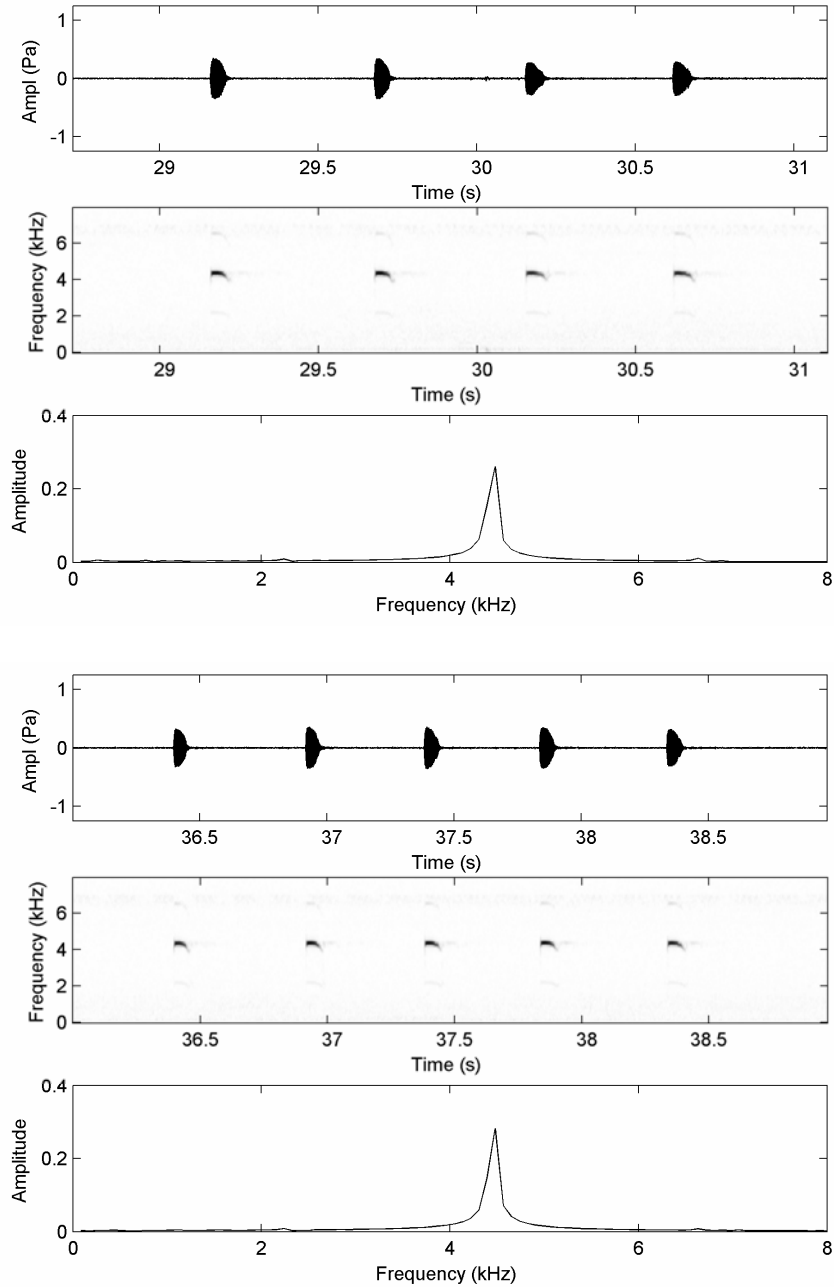 Ampl (Pa)
1
0
-1
29 29.5 30 30.5 31
Time (s)
Frequency (kHz)
6
4
2
0
29 29.5 30 30.5 31
Time (s)
Amplitude
0.4
0.2
0
0 2 4 6 8
Frequency (kHz)
Ampl (Pa)
1
0
-1
36.5 37 37.5 38 38.5
Time (s)
Frequency (kHz)
6
4
2
0
36.5 37 37.5 38 38.5
Time (s)
Amplitude
0.4
0.2
0
0 2 4 6 8
Frequency (kHz)